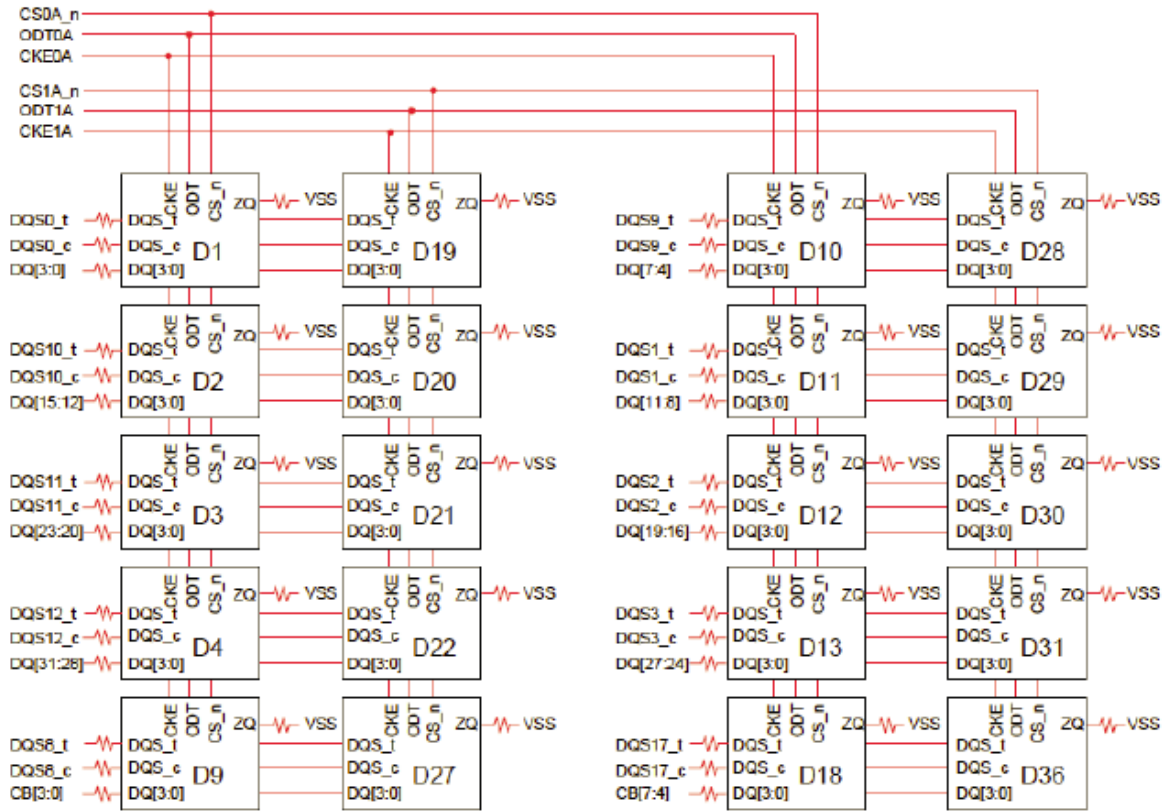 CS0A_n
ODT0A
CKE0A
CS1A_n
ODT1A
CKE1A
CKE ODT CS_n ZQ VSS CKE ODT CS_n ZQ VSS CKE ODT CS_n ZQ VSS CKE ODT CS_n ZQ VSS
DQS0_t DQS_t DQS_t DQS9_t DQS_t DQS_t
DQS0_c DQS_c D1 DQS_c D19 DQS9_c DQS_c D10 DQS_c D28
DQ[3:0] DQ[3:0] DQ[3:0] DQ[7:4] DQ[3:0] DQ[3:0]
CKE ODT CS_n ZQ VSS CKE ODT CS_n ZQ VSS CKE ODT CS_n ZQ VSS CKE ODT CS_n ZQ VSS
DQS10_t DQS_t DQS_t DQS1_t DQS_t DQS_t
DQS10_c DQS_c D2 DQS_c D20 DQS1_c DQS_c D11 DQS_c D29
DQ[15:12] DQ[3:0] DQ[3:0] DQ[11:8] DQ[3:0] DQ[3:0]
CKE ODT CS_n ZQ VSS CKE ODT CS_n ZQ VSS CKE ODT CS_n ZQ VSS CKE ODT CS_n ZQ VSS
DQS11_t DQS_t DQS_t DQS2_t DQS_t DQS_t
DQS11_c DQS_c D3 DQS_c D21 DQS2_c DQS_c D12 DQS_c D30
DQ[23:20] DQ[3:0] DQ[3:0] DQ[19:16] DQ[3:0] DQ[3:0]
CKE ODT CS_n ZQ VSS CKE ODT CS_n ZQ VSS CKE ODT CS_n ZQ VSS CKE ODT CS_n ZQ VSS
DQS12_t DQS_t DQS_t DQS3_t DQS_t DQS_t
DQS12_c DQS_c D4 DQS_c D22 DQS3_c DQS_c D13 DQS_c D31
DQ[31:28] DQ[3:0] DQ[3:0] DQ[27:24] DQ[3:0] DQ[3:0]
CKE ODT CS_n ZQ VSS CKE ODT CS_n ZQ VSS CKE ODT CS_n ZQ VSS CKE ODT CS_n ZQ VSS
DQS8_t DQS_t DQS_t DQS17_t DQS_t DQS_t
DQS8_c DQS_c D9 DQS_c D27 DQS17_c DQS_c D18 DQS_c D36
CB[3:0] DQ[3:0] DQ[3:0] CB[7:4] DQ[3:0] DQ[3:0]